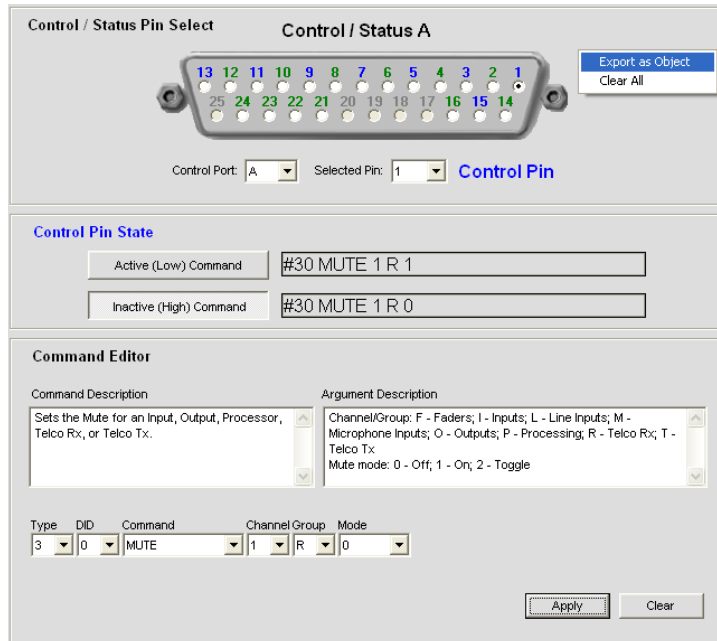 Control / Status Pin Select
Control / Status A
Export as Object
Clear All
13 12 11 10 9 8 7 6 5 4 3 2 1
25 24 23 22 21 20 19 18 17 16 15 14
Control Port: A Selected Pin: 1 Control Pin
Control Pin State
Active (Low) Command #30 MUTE 1 R 1
Inactive (High) Command #30 MUTE 1 R 0
Command Editor
Command Description
Sets the Mute for an Input, Output, Processor,
Telco Rx, or Telco Tx.
Argument Description
Channel/Group: F - Faders; I - Inputs; L - Line Inputs; M -
Microphone Inputs; O - Outputs; P - Processing; R - Telco Rx; T -
Telco Tx
Mute mode: 0 - Off; 1 - On; 2 - Toggle
Type DID Command Channel Group Mode
3 0 MUTE 1 R 0
Apply Clear